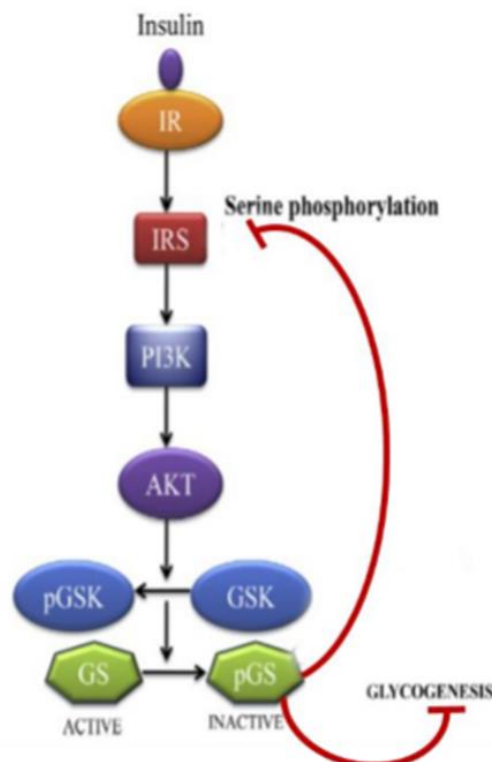 Insulin
IR
Serine phosphorylation
IRS
PI3K
AKT
pGSK GSK
GS pGS
ACTIVE INACTIVE
GLYCOGENESIS